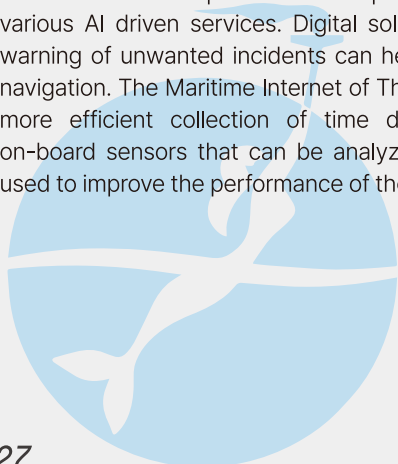 various AI driven services. Digital sol
warning of unwanted incidents can he
navigation. The Maritime Internet of Th
more efficient collection of time d
on-board sensors that can be analyz
used to improve the performance of the
27